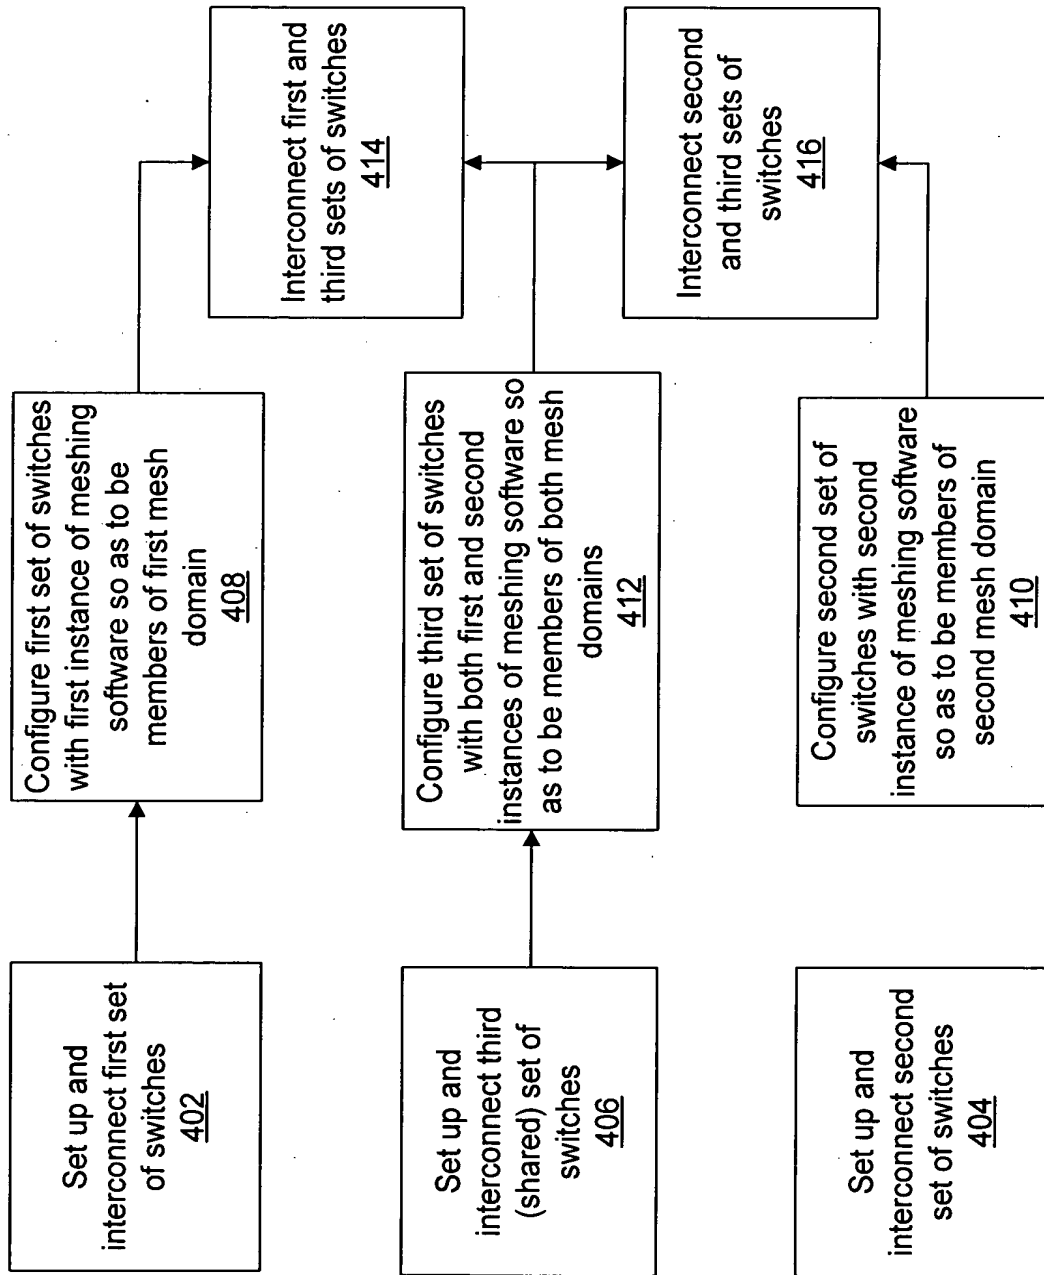 Set up and
interconnect first set
of switches
402
Configure first set of switches
with first instance of meshing
software so as to be
members of first mesh
domain
408
Interconnect first and
third sets of switches
414
Set up and
interconnect third
(shared) set of
switches
406
Configure third set of switches
with both first and second
instances of meshing software so
as to be members of both mesh
domains
412
Interconnect second
and third sets of
switches
416
Set up and
interconnect second
set of switches
404
Configure second set of
switches with second
instance of meshing software
so as to be members of
second mesh domain
410